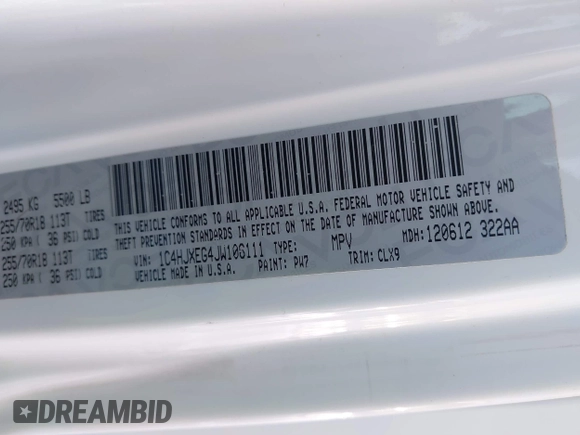 2495 KG 5500 LB
255/70R18 113T TIRES
250 KPA ( 36 PSI) COLD
255/70R18 113T TIRES
250 KPA ( 36 PSI) COLD
THIS VEHICLE CONFORMS TO ALL APPLICABLE U.S.A. FEDERAL MOTOR VEHICLE SAFETY AND
THEFT PREVENTION STANDARDS IN EFFECT ON THE DATE OF MANUFACTURE SHOWN ABOVE.
VIN: 1C4HJXEG4JW106111 TYPE: MPV MDH: 120612 322AA
MADE IN U.S.A. PAINT: PW7 TRIM: CLX9
DREAMBID